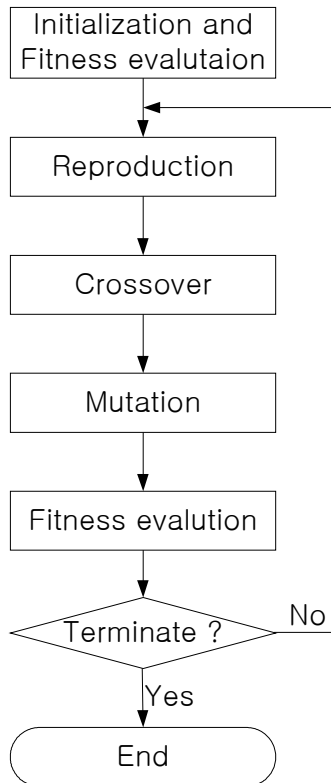 Initialization and
Fitness evalutaion
Reproduction
Crossover
Mutation
Fitness evalution
Terminate ?
No
Yes
End